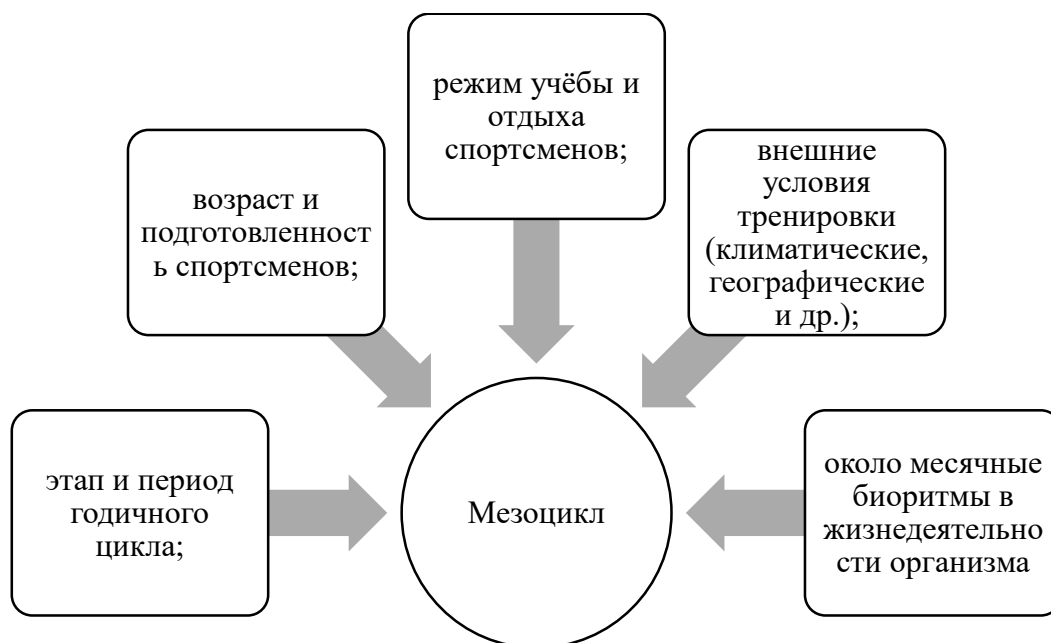 режим учёбы и
отдыха
спортсменов;
возраст и
подготовленност
ь спортсменов;
внешние
условия
тренировки
(климатические,
географические
и др.);
этап и период
годичного
цикла;
Мезоцикл
около месячные
биоритмы в
жизнедеятельно
сти организма